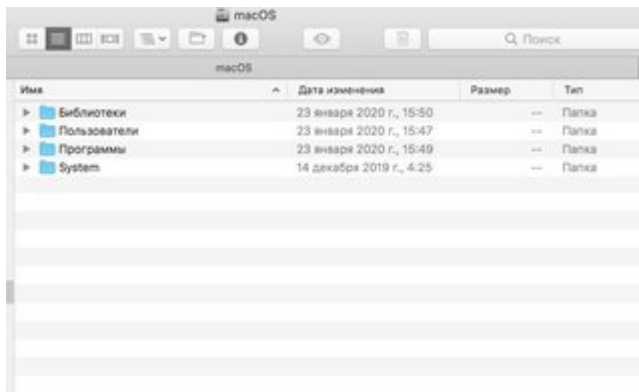 macOS
Поиск
macOS
Имя Дата изменения Размер Тип
Библиотеки 23 января 2020 г., 15:50 -- Папка
Пользователи 23 января 2020 г., 15:47 -- Папка
Программы 23 января 2020 г., 15:49 -- Папка
System 14 декабря 2019 г., 4:25 -- Папка